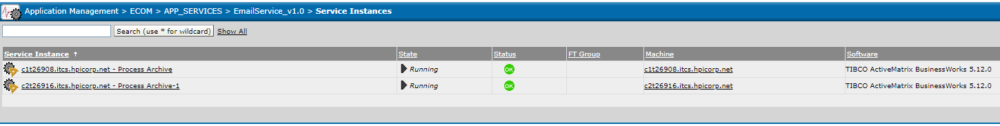 Application Management > ECOM > APP_SERVICES > EmailService_v1.0 > Service Instances
Search (use * for wildcard) Show All
Service Instance ↑ State Status FT Group Machine Software
c1t26908.itcs.hpicorp.net - Process Archive Running OK c1t26908.itcs.hpicorp.net TIBCO ActiveMatrix BusinessWorks 5.12.0
c2t26916.itcs.hpicorp.net - Process Archive-1 Running OK c2t26916.itcs.hpicorp.net TIBCO ActiveMatrix BusinessWorks 5.12.0